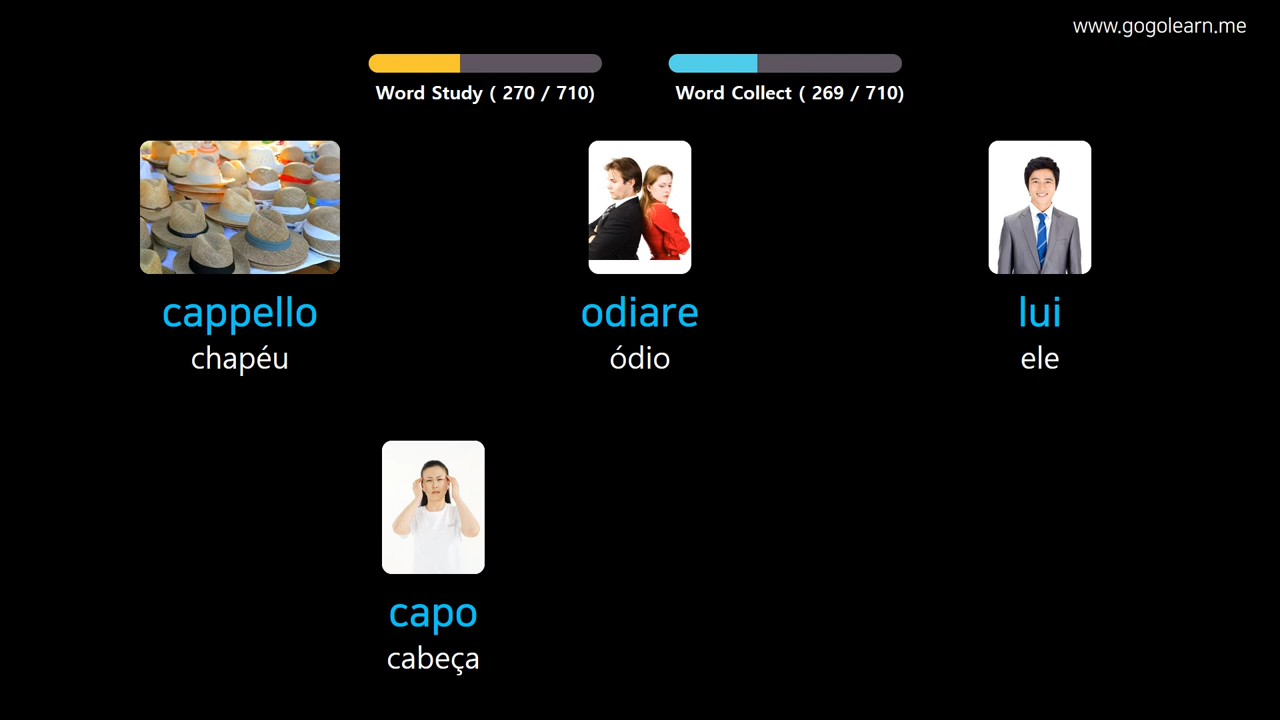 www.gogolearn.me
Word Study ( 270 / 710)
Word Collect ( 269 / 710)
cappello
chapéu
odiare
ódio
lui
ele
capo
cabeça